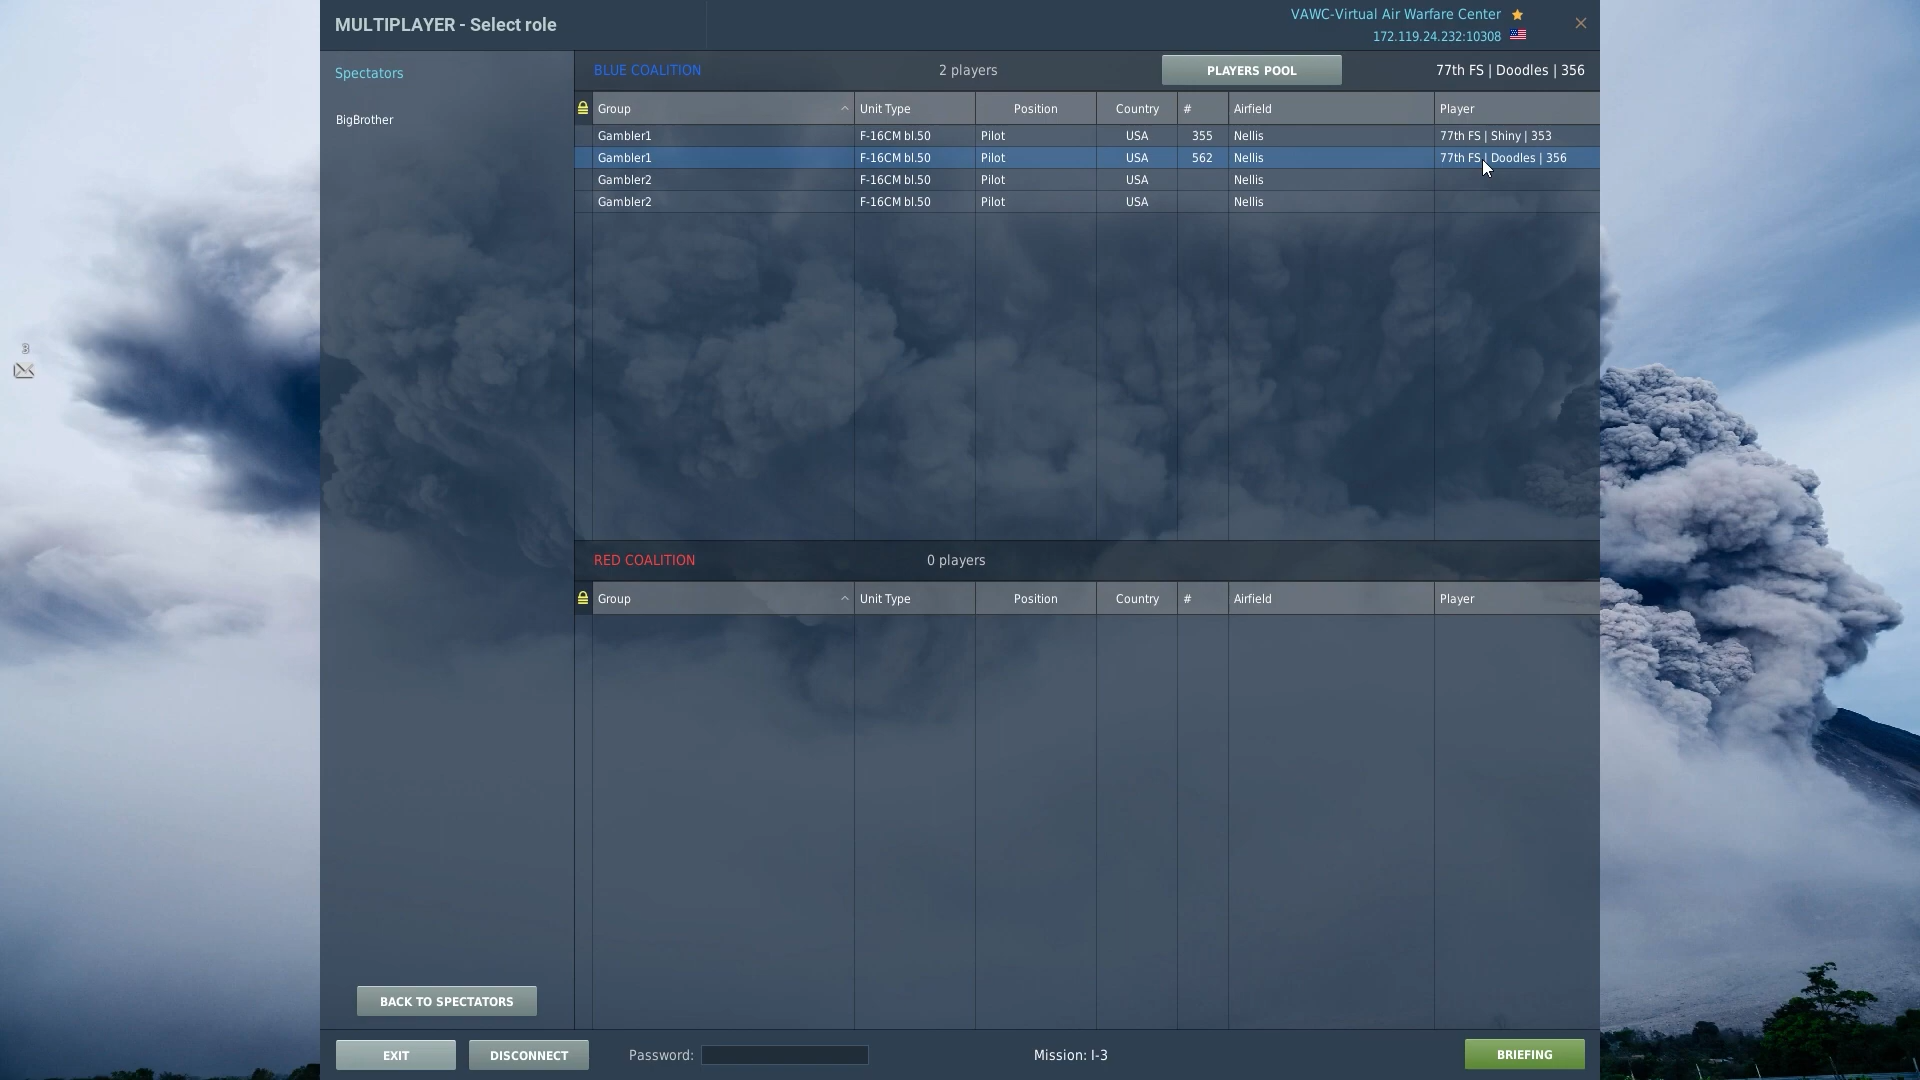 MULTIPLAYER - Select role
VAWC-Virtual Air Warfare Center
172.119.24.232:10308
Spectators
BigBrother
BLUE COALITION 2 players PLAYERS POOL 77th FS | Doodles | 356
Group Unit Type Position Country # Airfield Player
Gambler1 F-16CM bl.50 Pilot USA 355 Nellis 77th FS | Shiny | 353
Gambler1 F-16CM bl.50 Pilot USA 562 Nellis 77th FS | Doodles | 356
Gambler2 F-16CM bl.50 Pilot USA Nellis
Gambler2 F-16CM bl.50 Pilot USA Nellis
3
RED COALITION 0 players
Group Unit Type Position Country # Airfield Player
BACK TO SPECTATORS
EXIT DISCONNECT Password: Mission: I-3 BRIEFING